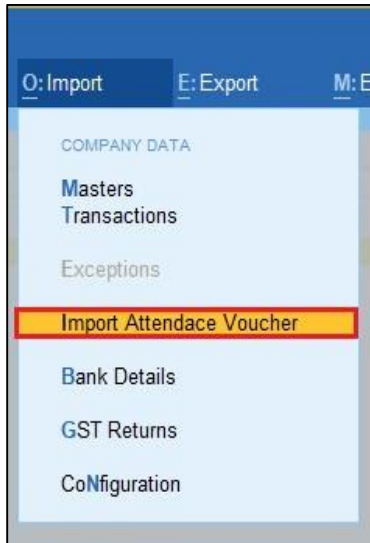 O: Import E: Export M: E
COMPANY DATA
Masters
Transactions
Exceptions
Import Attendace Voucher
Bank Details
GST Returns
CoNfiguration